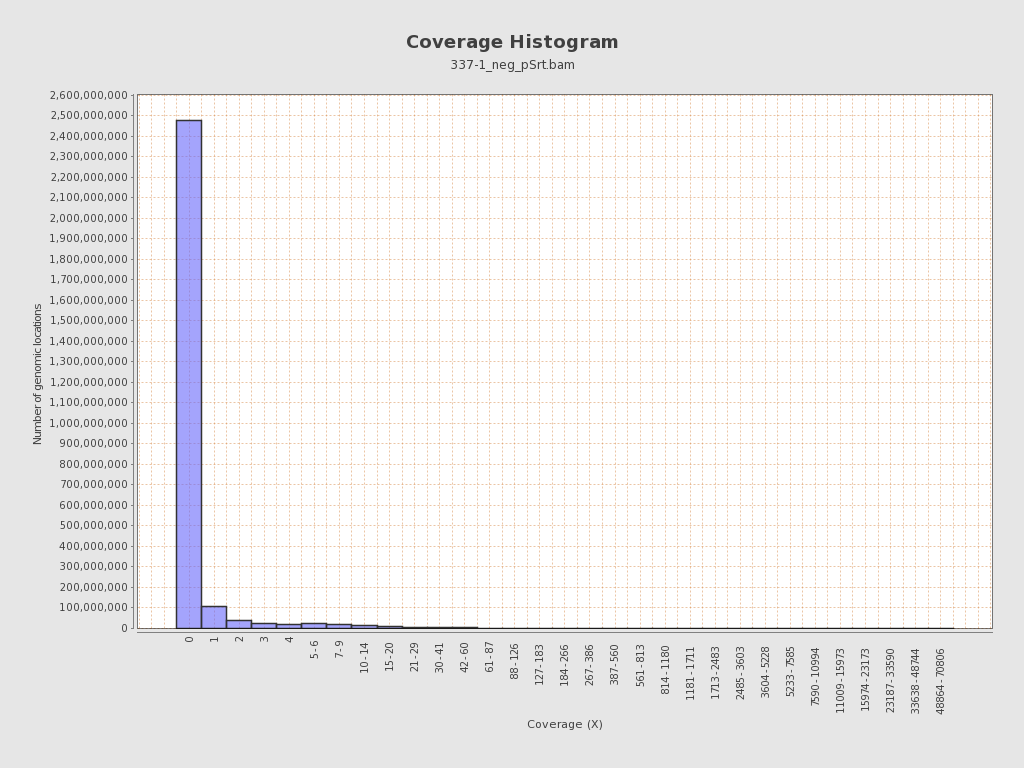 Coverage Histogram
337-1_neg_pSrt.bam
2,600,000,000
2,500,000,000
2,400,000,000
2,300,000,000
2,200,000,000
2,100,000,000
2,000,000,000
1,900,000,000
1,800,000,000
1,700,000,000
1,600,000,000
1,500,000,000
1,400,000,000
1,300,000,000
1,200,000,000
1,100,000,000
1,000,000,000
900,000,000
800,000,000
700,000,000
600,000,000
500,000,000
400,000,000
300,000,000
200,000,000
100,000,000
0
Number of genomic locations
0
1
2
3
4
5 - 6
7 - 9
10 - 14
15 - 20
21 - 29
30 - 41
42 - 60
61 - 87
88 - 126
127 - 183
184 - 266
267 - 386
387 - 560
561 - 813
814 - 1180
1181 - 1711
1713 - 2483
2485 - 3603
3604 - 5228
5233 - 7585
7590 - 10994
11009 - 15973
15974 - 23173
23187 - 33590
33638 - 48744
48864 - 70806
Coverage (X)